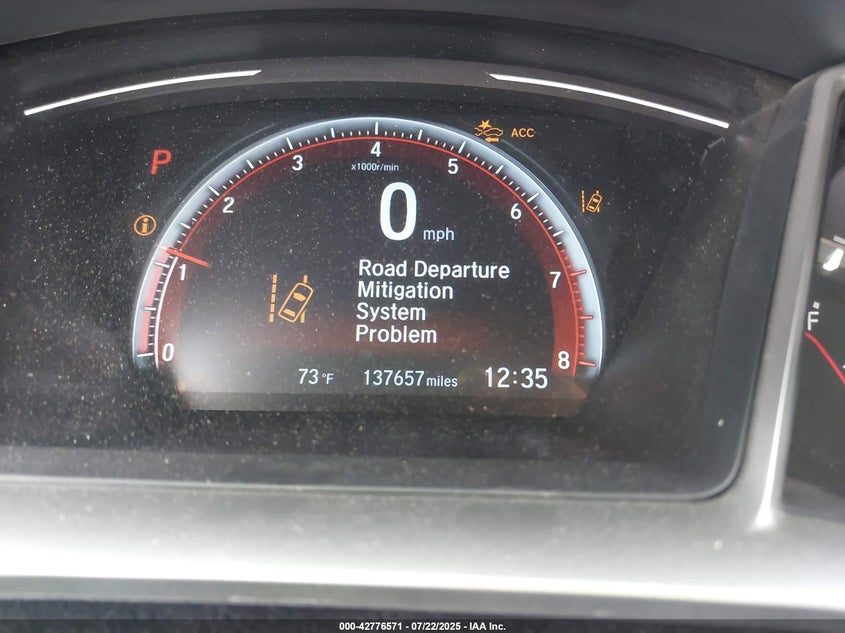 ACC
P
x1000r/min
0
1
2
3
4
5
6
7
8
0 mph
Road Departure
Mitigation
System
Problem
73 °F 137657 miles 12:35
F
000-42776571 - 07/22/2025 - IAA Inc.